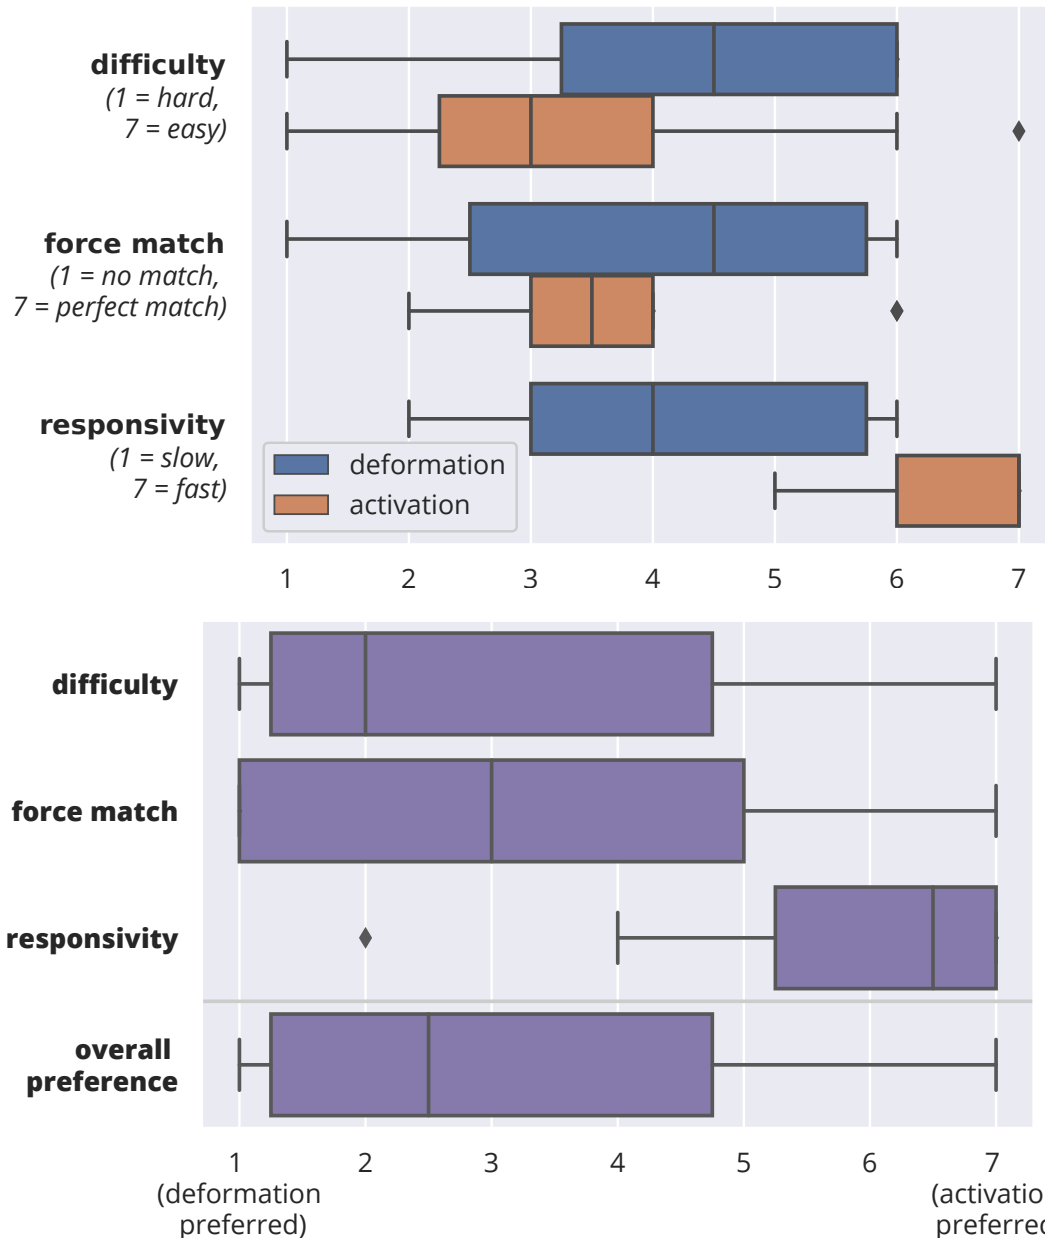 difficulty
(1 = hard,
7 = easy)
force match
(1 = no match,
7 = perfect match)
responsivity
(1 = slow,
7 = fast)
deformation
activation
1 2 3 4 5 6 7
difficulty
force match
responsivity
overall
preference
1 2 3 4 5 6 7
(deformation (activatio
preferred) preferred